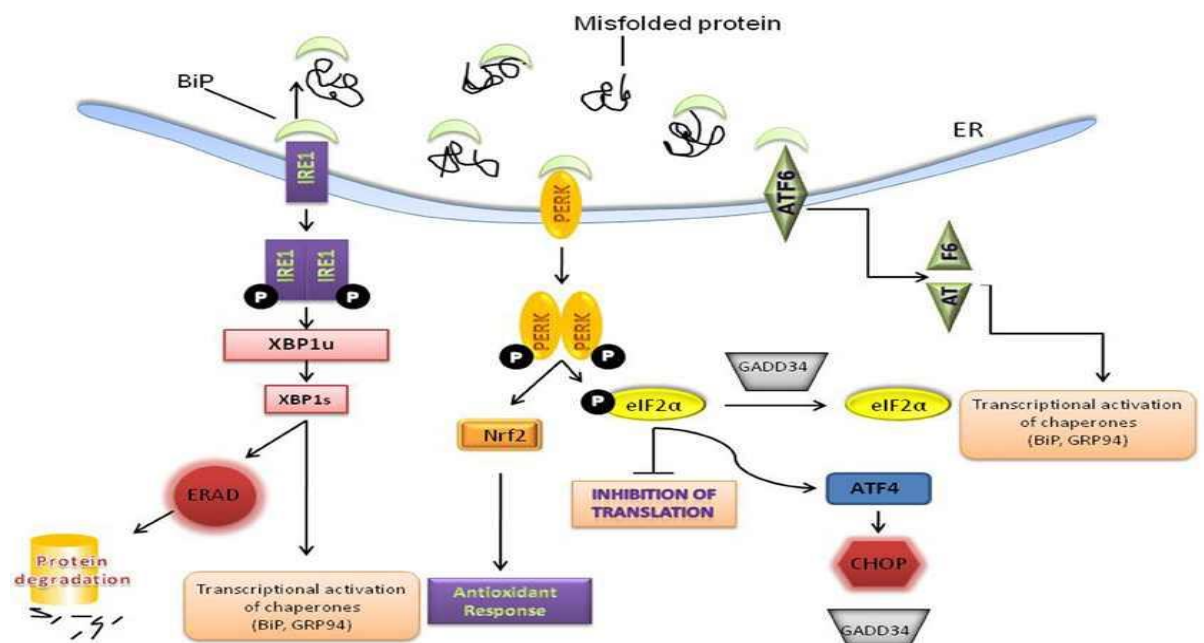 Misfolded protein
BiP
ER
IRE1
PERK
ATF6
IRE1
IRE1
P
P
F6
AT
XBP1u
PERK
PERK
P
P
GADD34
XBP1s
P
eIF2α
eIF2α
Transcriptional activation
of chaperones
(BiP, GRP94)
Nrf2
ERAD
INHIBITION OF
TRANSLATION
ATF4
Protein
degradation
CHOP
Transcriptional activation
of chaperones
(BiP, GRP94)
Antioxidant
Response
GADD34